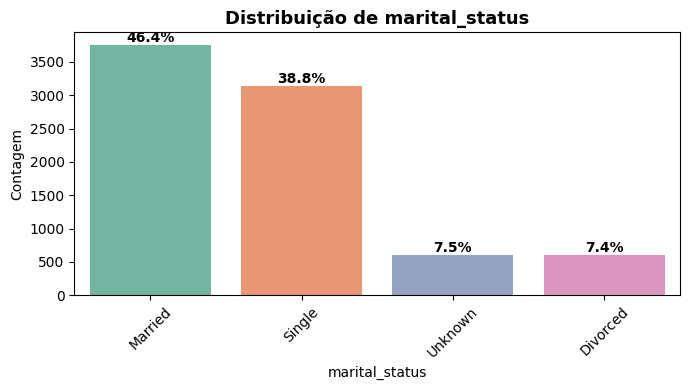 Distribuição de marital_status
46.4%
38.8%
7.5%
7.4%
Contagem
3500
3000
2500
2000
1500
1000
500
0
Married
Single
Unknown
Divorced
marital_status